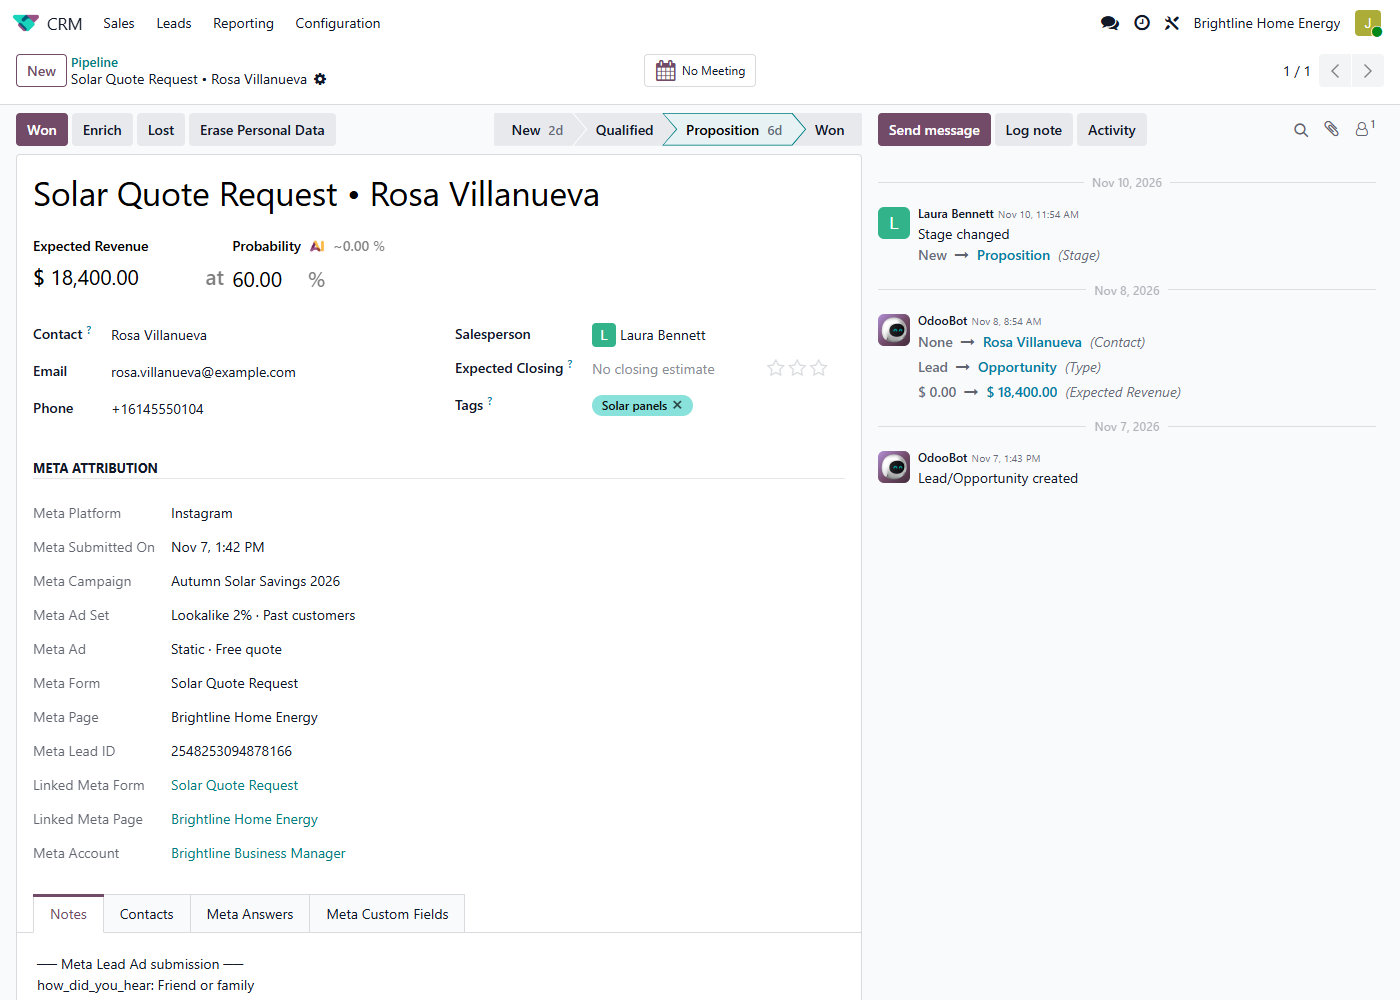 CRM Sales Leads Reporting Configuration Brightline Home Energy J
New Pipeline
Solar Quote Request • Rosa Villanueva
No Meeting
1 / 1
Won Enrich Lost Erase Personal Data New 2d Qualified Proposition 6d Won
Send message Log note Activity 1
Solar Quote Request • Rosa Villanueva
Expected Revenue Probability AI ~0.00 %
$ 18,400.00 at 60.00 %
Contact ? Rosa Villanueva
Email rosa.villanueva@example.com
Phone +16145550104
Salesperson L Laura Bennett
Expected Closing ? No closing estimate
Tags ? Solar panels ✕
META ATTRIBUTION
Meta Platform Instagram
Meta Submitted On Nov 7, 1:42 PM
Meta Campaign Autumn Solar Savings 2026
Meta Ad Set Lookalike 2% · Past customers
Meta Ad Static · Free quote
Meta Form Solar Quote Request
Meta Page Brightline Home Energy
Meta Lead ID 2548253094878166
Linked Meta Form Solar Quote Request
Linked Meta Page Brightline Home Energy
Meta Account Brightline Business Manager
Notes Contacts Meta Answers Meta Custom Fields
── Meta Lead Ad submission ──
how_did_you_hear: Friend or family
Nov 10, 2026
L Laura Bennett Nov 10, 11:54 AM
Stage changed
New → Proposition (Stage)
Nov 8, 2026
OdooBot Nov 8, 8:54 AM
None → Rosa Villanueva (Contact)
Lead → Opportunity (Type)
$ 0.00 → $ 18,400.00 (Expected Revenue)
Nov 7, 2026
OdooBot Nov 7, 1:43 PM
Lead/Opportunity created